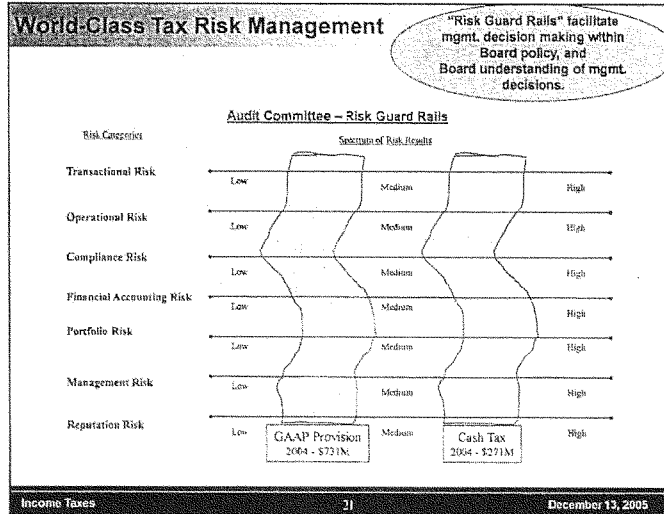 World-Class Tax Risk Management
"Risk Guard Rails" facilitate
mgmt. decision making within
Board policy, and
Board understanding of mgmt.
decisions.
Audit Committee – Risk Guard Rails
Risk Categories
Spectrum of Risk Results
Transactional Risk
Low Medium High
Operational Risk
Low Medium High
Compliance Risk
Low Medium High
Financial Accounting Risk
Low Medium High
Portfolio Risk
Low Medium High
Management Risk
Low Medium High
Reputation Risk
Low Medium High
GAAP Provision
2004 - $731M
Cash Tax
2004 - $271M
Income Taxes 21 December 13, 2005